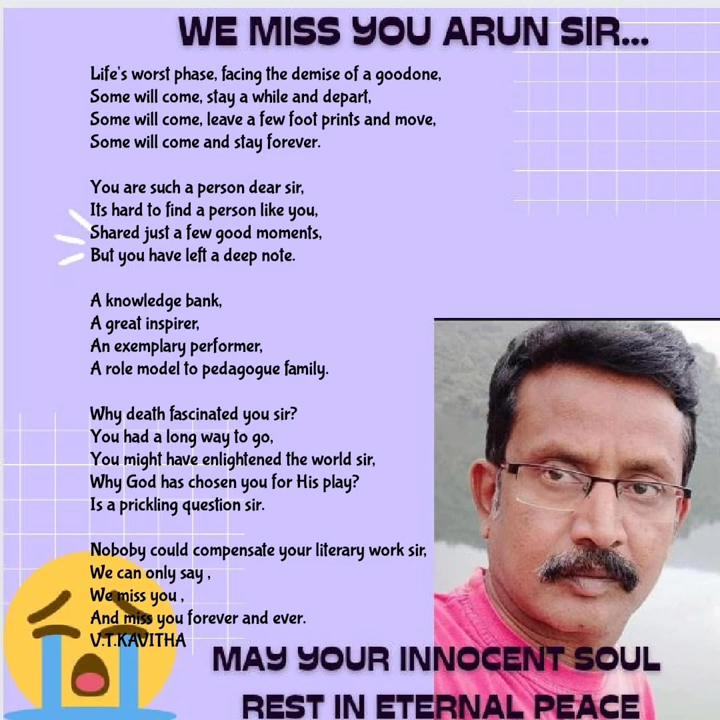 WE MISS YOU ARUN SIR...
Life's worst phase, facing the demise of a goodone,
Some will come, stay a while and depart,
Some will come, leave a few foot prints and move,
Some will come and stay forever.
You are such a person dear sir,
Its hard to find a person like you,
Shared just a few good moments,
But you have left a deep note.
A knowledge bank,
A great inspirer,
An exemplary performer,
A role model to pedagogue family.
Why death fascinated you sir?
You had a long way to go,
You might have enlightened the world sir,
Why God has chosen you for His play?
Is a prickling question sir.
Noboby could compensate your literary work sir,
We can only say ,
We miss you ,
And miss you forever and ever.
V.T.KAVITHA
MAY YOUR INNOCENT SOUL
REST IN ETERNAL PEACE